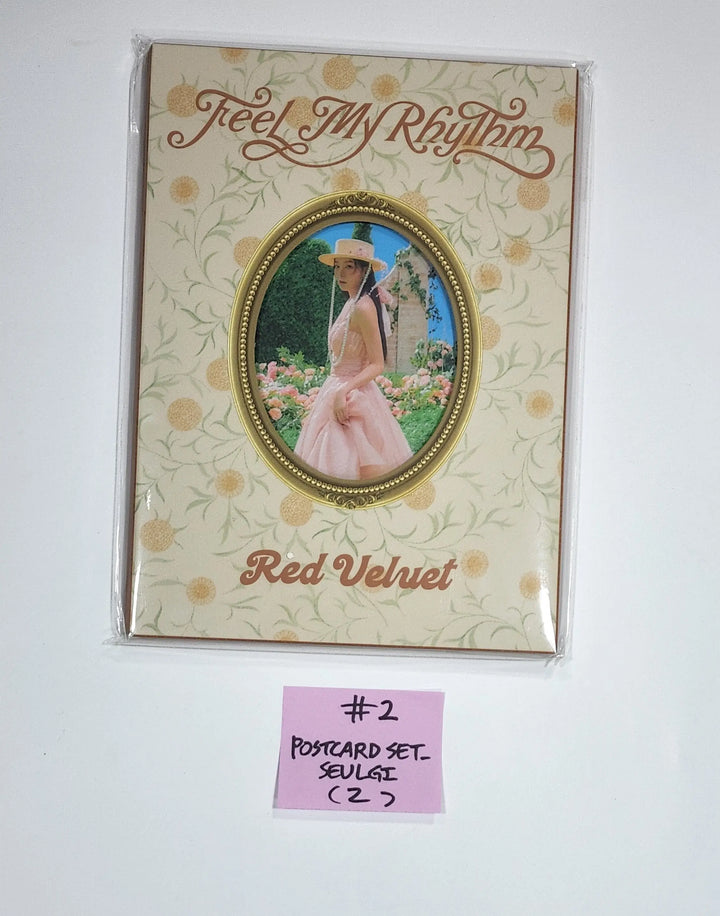 Feel My Rhythm
Red Velvet
#2
POSTCARD SET_
SEULGI
(2)